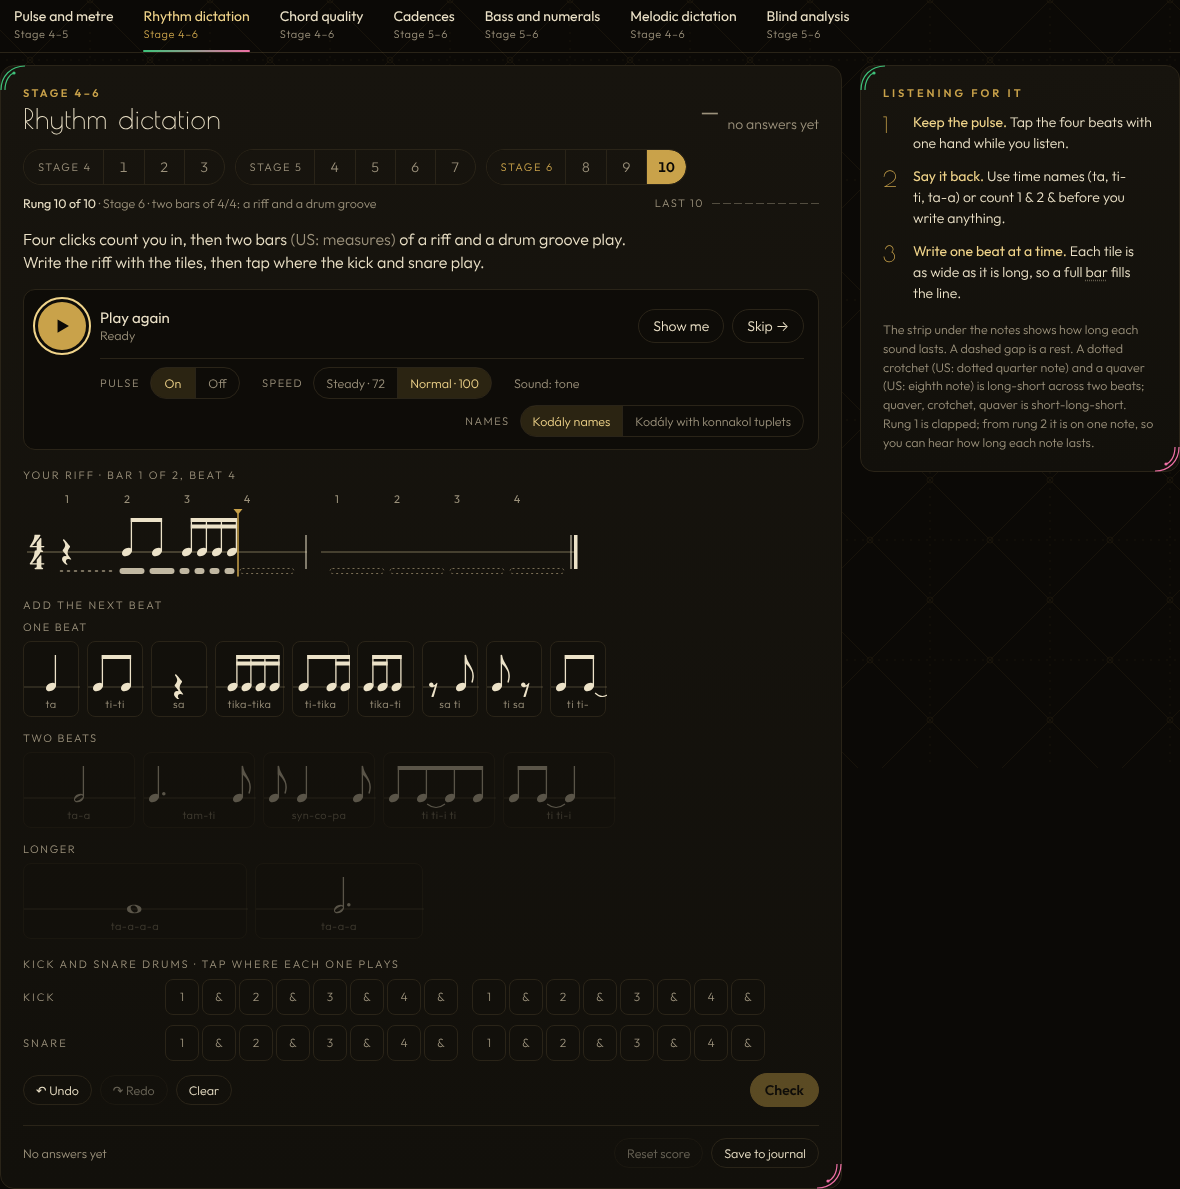 Pulse and metre
Stage 4–5
Rhythm dictation
Stage 4–6
Chord quality
Stage 4–6
Cadences
Stage 5–6
Bass and numerals
Stage 5–6
Melodic dictation
Stage 4–6
Blind analysis
Stage 5–6
STAGE 4–6
Rhythm dictation
— no answers yet
STAGE 4 1 2 3
STAGE 5 4 5 6 7
STAGE 6 8 9 10
Rung 10 of 10 · Stage 6 · two bars of 4/4: a riff and a drum groove
LAST 10
Four clicks count you in, then two bars (US: measures) of a riff and a drum groove play.
Write the riff with the tiles, then tap where the kick and snare play.
Play again
Ready
Show me
Skip →
PULSE On Off
SPEED Steady · 72 Normal · 100
Sound: tone
NAMES Kodály names Kodály with konnakol tuplets
YOUR RIFF · BAR 1 OF 2, BEAT 4
1 2 3 4 1 2 3 4
4
4
ADD THE NEXT BEAT
ONE BEAT
ta ti-ti sa tika-tika ti-tika tika-ti sa ti ti sa ti ti-
TWO BEATS
ta-a tam-ti syn-co-pa ti ti-i ti ti ti-i
LONGER
ta-a-a-a ta-a-a
KICK AND SNARE DRUMS · TAP WHERE EACH ONE PLAYS
KICK 1 & 2 & 3 & 4 & 1 & 2 & 3 & 4 &
SNARE 1 & 2 & 3 & 4 & 1 & 2 & 3 & 4 &
↶ Undo
↷ Redo
Clear
Check
No answers yet
Reset score
Save to journal
LISTENING FOR IT
1 Keep the pulse. Tap the four beats with
one hand while you listen.
2 Say it back. Use time names (ta, ti-
ti, ta-a) or count 1 & 2 & before you
write anything.
3 Write one beat at a time. Each tile is
as wide as it is long, so a full bar fills
the line.
The strip under the notes shows how long each
sound lasts. A dashed gap is a rest. A dotted
crotchet (US: dotted quarter note) and a quaver
(US: eighth note) is long-short across two beats;
quaver, crotchet, quaver is short-long-short.
Rung 1 is clapped; from rung 2 it is on one note, so
you can hear how long each note lasts.